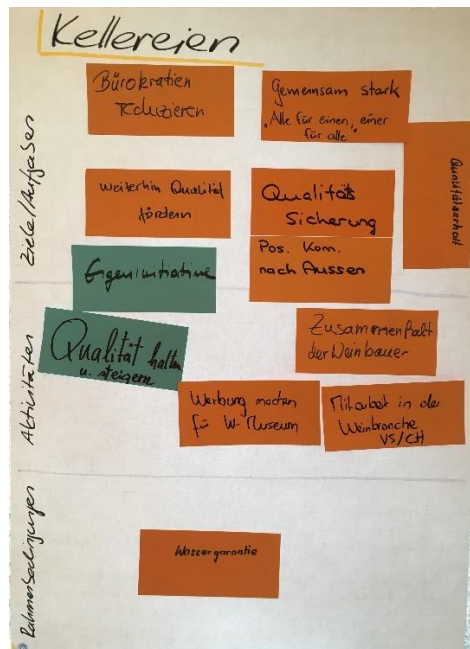 Kellereien
Ziele/Aufgaben
Bürokratien
reduzieren
Gemeinsam stark
"Alle für einen, einer
für alle"
Qualitätserhalt
weiterhin Qualität
fördern
Qualitäts
Sicherung
Pos. Kom.
nach Aussen
Eigeninitiative
Aktivitäten
Qualität halten
u. steigern
Zusammenhalt
der Weinbauer
Werbung machen
für W-Museum
Mitarbeit in der
Weinbranche
VS/CH
Rahmenbedingungen
Wassergarantie